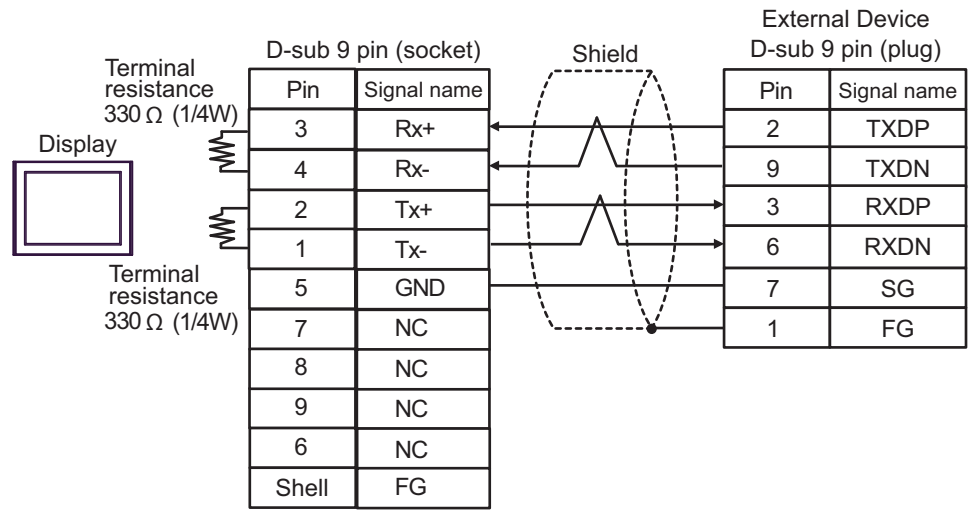 External Device
D-sub 9 pin (socket)
Shield
D-sub 9 pin (plug)
Terminal
resistance
330 Ω (1/4W)
Display
Pin Signal name
3 Rx+
4 Rx-
2 Tx+
1 Tx-
5 GND
7 NC
8 NC
9 NC
6 NC
Shell FG
Terminal
resistance
330 Ω (1/4W)
Pin Signal name
2 TXDP
9 TXDN
3 RXDP
6 RXDN
7 SG
1 FG